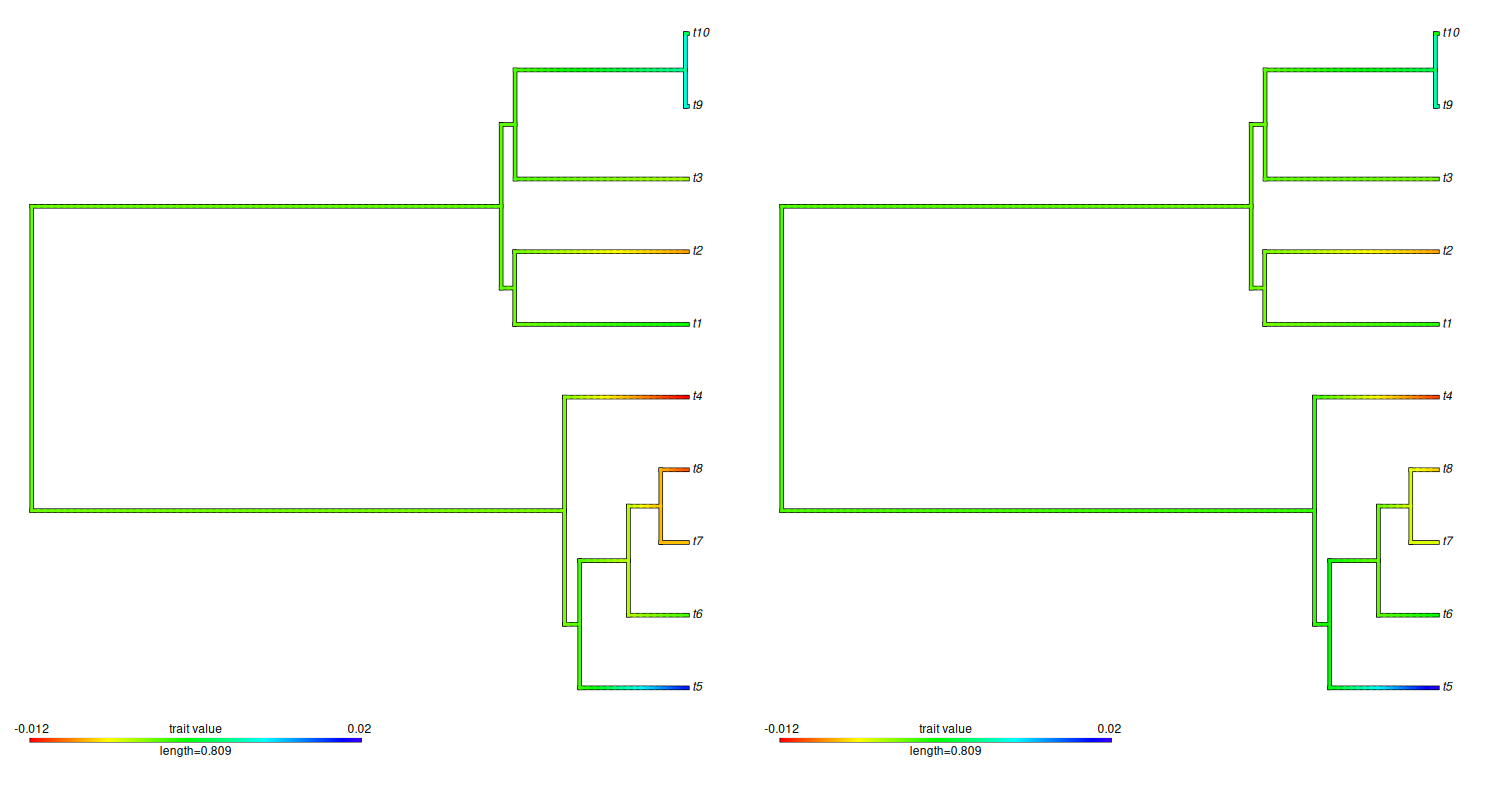 t10
t9
t3
t2
t1
t4
t8
t7
t6
t5
-0.012 trait value 0.02
length=0.809
t10
t9
t3
t2
t1
t4
t8
t7
t6
t5
-0.012 trait value 0.02
length=0.809